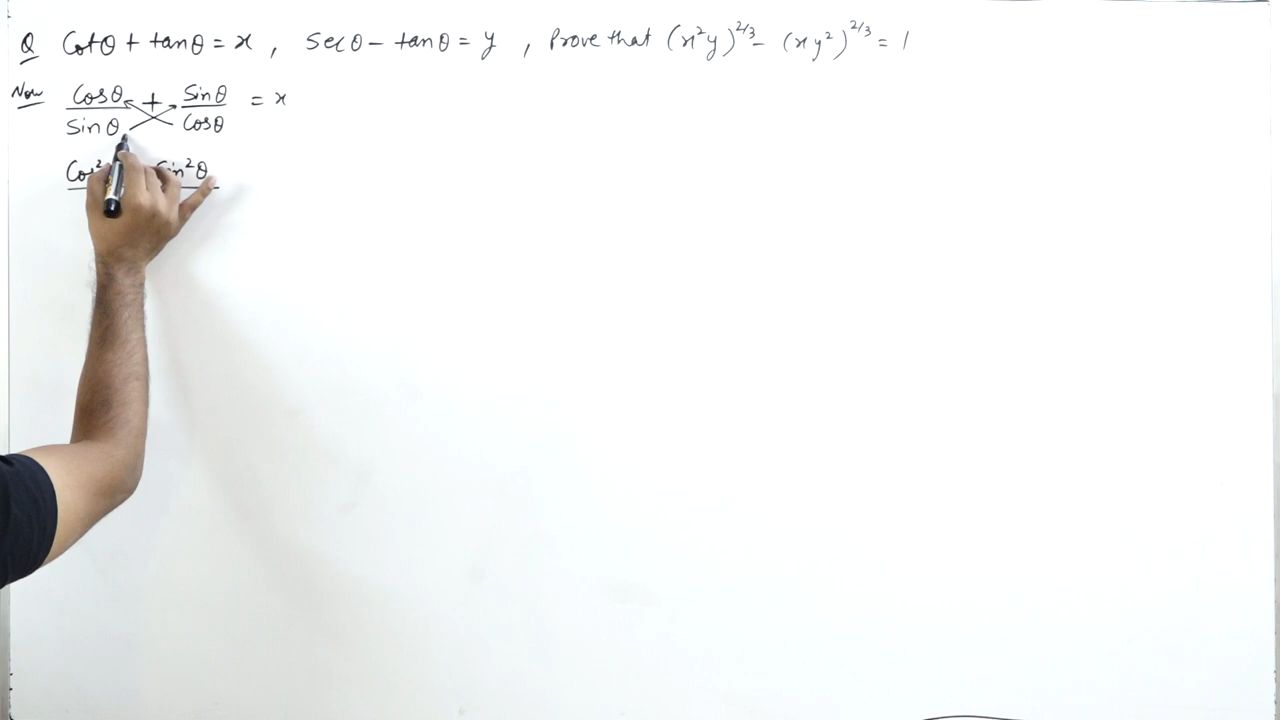 Q Cotθ + tanθ = x , Secθ - tanθ = y , Prove that (x²y)^2/3 - (xy²)^2/3 = 1
Now Cosθ/Sinθ + Sinθ/Cosθ = x
Cos² Sin²θ